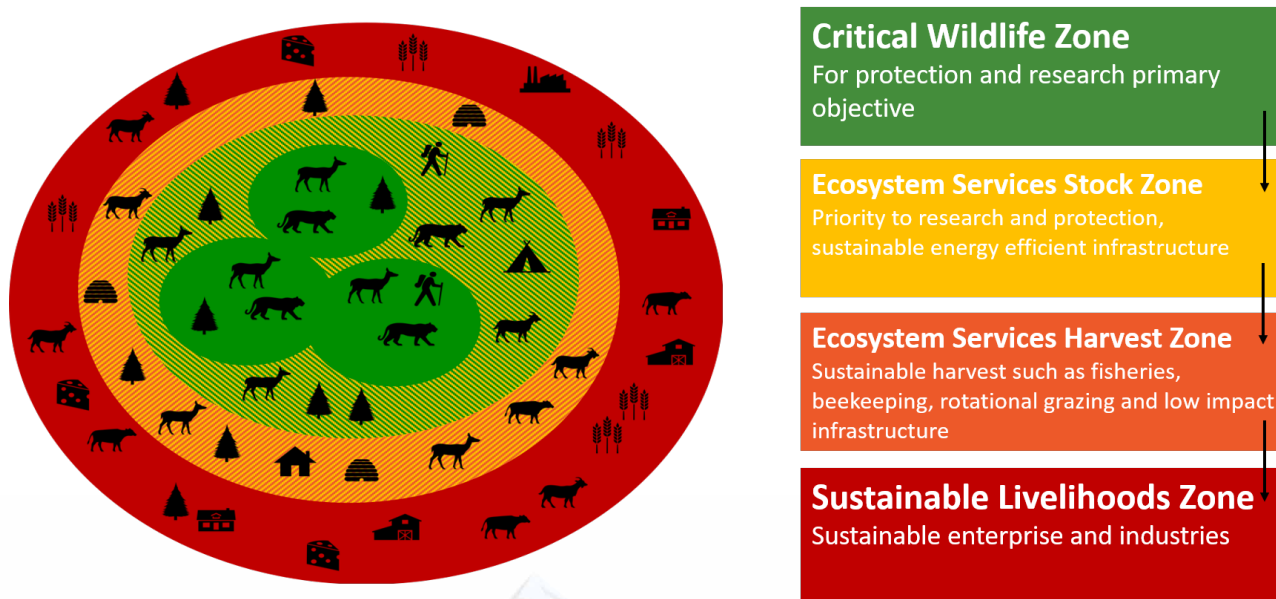 Critical Wildlife Zone
For protection and research primary
objective
Ecosystem Services Stock Zone
Priority to research and protection,
sustainable energy efficient infrastructure
Ecosystem Services Harvest Zone
Sustainable harvest such as fisheries,
beekeeping, rotational grazing and low impact
infrastructure
Sustainable Livelihoods Zone
Sustainable enterprise and industries